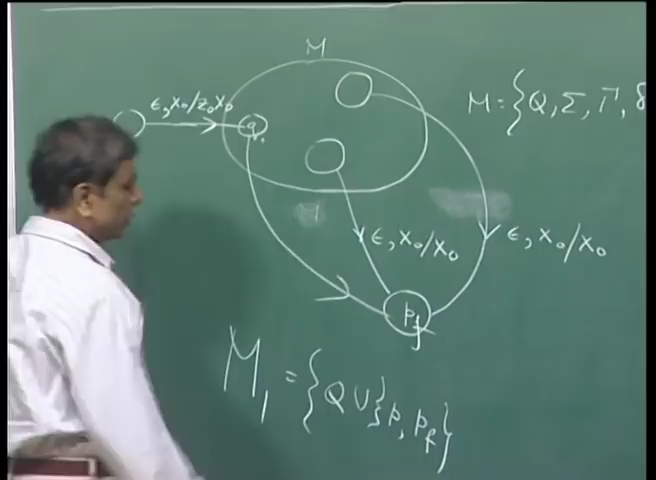 M
ε, X₀/Z₀X₀
M = {Q, Σ, Γ, δ
q₀
ε, X₀/X₀
ε, X₀/X₀
p_f
M₁ = {Q ∪ {p, p_f}